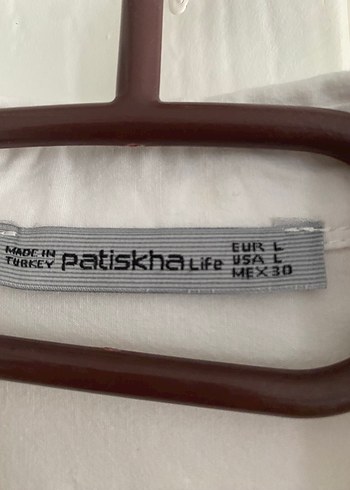 MADE IN
TURKEY
patiskha Life
EUR L
USA L
MEX30